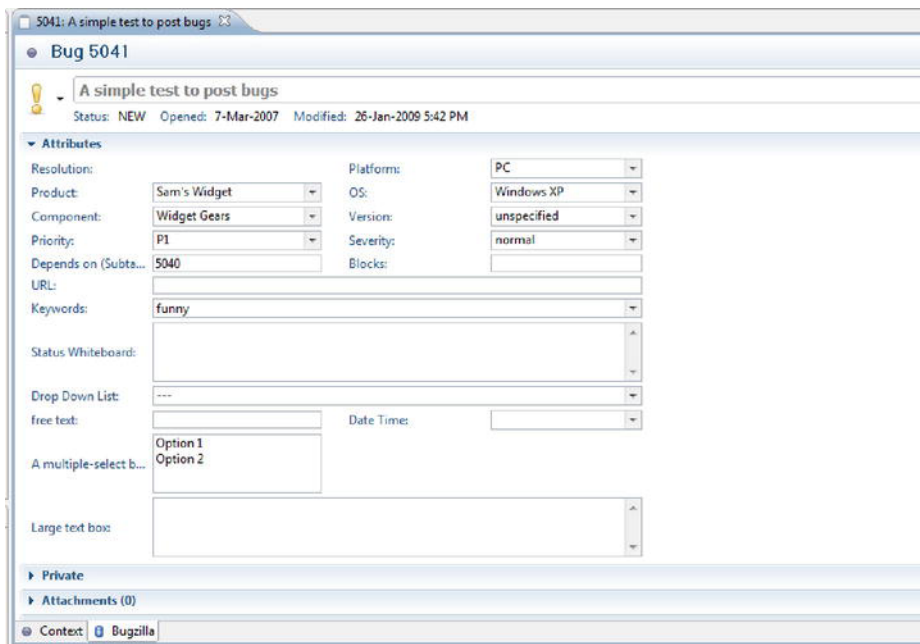 5041: A simple test to post bugs
Bug 5041
A simple test to post bugs
Status: NEW Opened: 7-Mar-2007 Modified: 26-Jan-2009 5:42 PM
Attributes
Resolution: Platform: PC
Product: Sam's Widget OS: Windows XP
Component: Widget Gears Version: unspecified
Priority: P1 Severity: normal
Depends on (Subta... 5040 Blocks:
URL:
Keywords: funny
Status Whiteboard:
Drop Down List: ---
free text: Date Time:
Option 1
A multiple-select b... Option 2
Large text box:
Private
Attachments (0)
Context Bugzilla